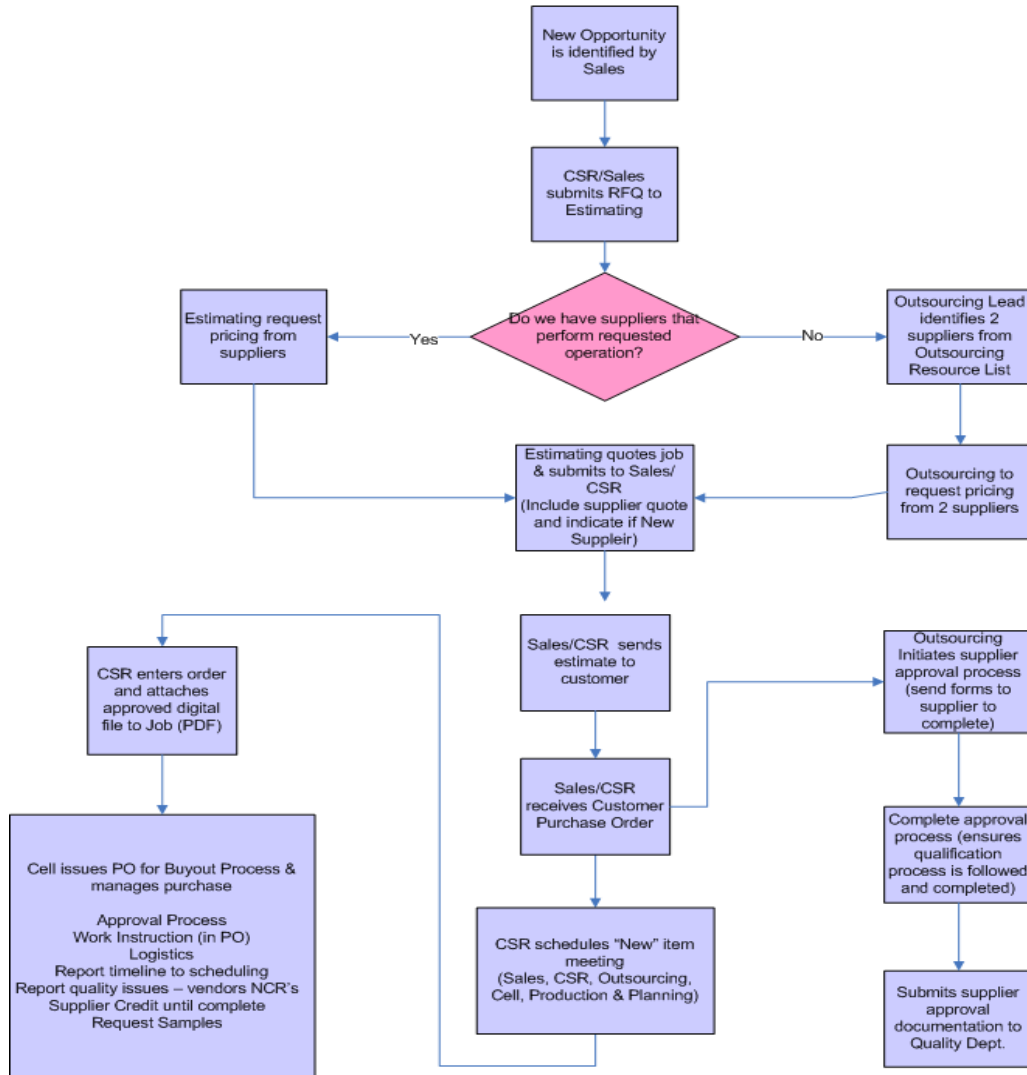 New Opportunity
is identified by
Sales
CSR/Sales
submits RFQ to
Estimating
Do we have suppliers that
perform requested
operation?
Yes
No
Estimating request
pricing from
suppliers
Outsourcing Lead
identifies 2
suppliers from
Outsourcing
Resource List
Estimating quotes job
& submits to Sales/
CSR
(Include supplier quote
and indicate if New
Suppleir)
Outsourcing to
request pricing
from 2 suppliers
Sales/CSR sends
estimate to
customer
Outsourcing
Initiates supplier
approval process
(send forms to
supplier to
complete)
CSR enters order
and attaches
approved digital
file to Job (PDF)
Sales/CSR
receives Customer
Purchase Order
Complete approval
process (ensures
qualification
process is followed
and completed)
Cell issues PO for Buyout Process &
manages purchase
Approval Process
Work Instruction (in PO)
Logistics
Report timeline to scheduling
Report quality issues – vendors NCR's
Supplier Credit until complete
Request Samples
CSR schedules “New” item
meeting
(Sales, CSR, Outsourcing,
Cell, Production & Planning)
Submits supplier
approval
documentation to
Quality Dept.